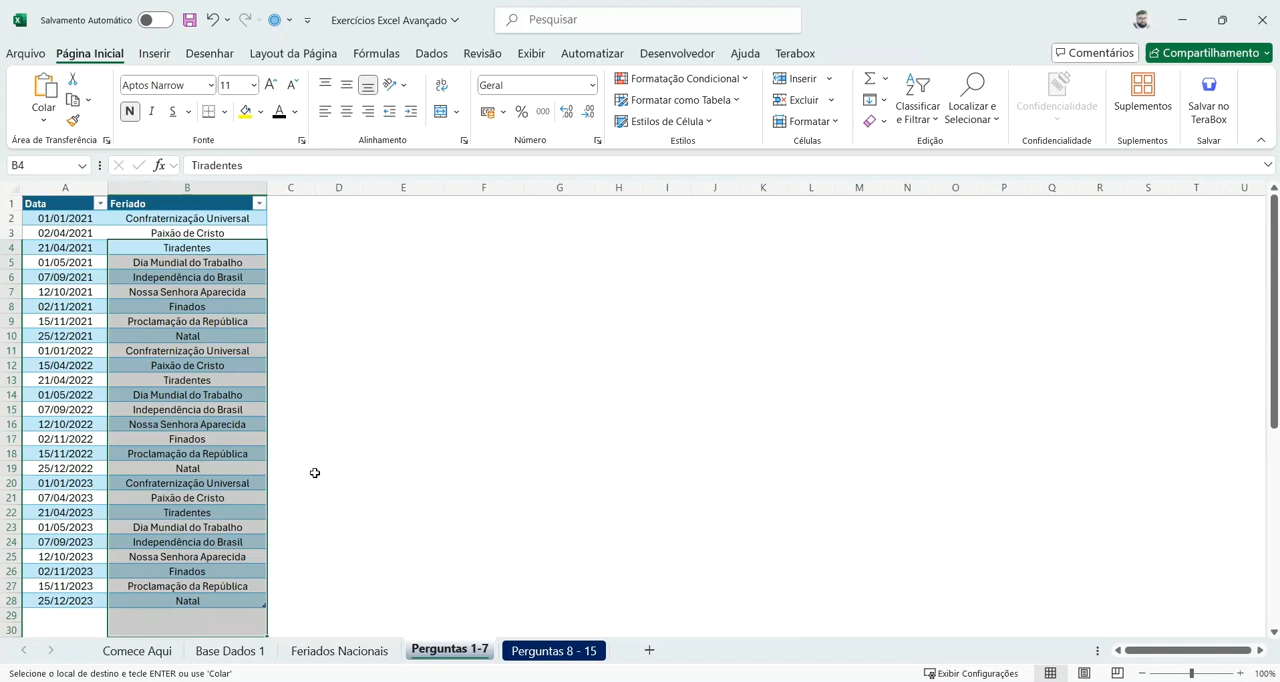 Salvamento Automático
Exercícios Excel Avançado
Pesquisar
Arquivo Página Inicial Inserir Desenhar Layout da Página Fórmulas Dados Revisão Exibir Automatizar Desenvolvedor Ajuda Terabox
Comentários Compartilhamento
Colar
Aptos Narrow 11
N I S
Geral
% 000
Formatação Condicional
Formatar como Tabela
Estilos de Célula
Inserir
Excluir
Formatar
Classificar e Filtrar
Localizar e Selecionar
Confidencialidade
Suplementos
Salvar no TeraBox
Área de Transferência Fonte Alinhamento Número Estilos Células Edição Confidencialidade Suplementos Salvar
B4 fx Tiradentes
A B C D E F G H I J K L M N O P Q R S T U
1 Data Feriado
2 01/01/2021 Confraternização Universal
3 02/04/2021 Paixão de Cristo
4 21/04/2021 Tiradentes
5 01/05/2021 Dia Mundial do Trabalho
6 07/09/2021 Independência do Brasil
7 12/10/2021 Nossa Senhora Aparecida
8 02/11/2021 Finados
9 15/11/2021 Proclamação da República
10 25/12/2021 Natal
11 01/01/2022 Confraternização Universal
12 15/04/2022 Paixão de Cristo
13 21/04/2022 Tiradentes
14 01/05/2022 Dia Mundial do Trabalho
15 07/09/2022 Independência do Brasil
16 12/10/2022 Nossa Senhora Aparecida
17 02/11/2022 Finados
18 15/11/2022 Proclamação da República
19 25/12/2022 Natal
20 01/01/2023 Confraternização Universal
21 07/04/2023 Paixão de Cristo
22 21/04/2023 Tiradentes
23 01/05/2023 Dia Mundial do Trabalho
24 07/09/2023 Independência do Brasil
25 12/10/2023 Nossa Senhora Aparecida
26 02/11/2023 Finados
27 15/11/2023 Proclamação da República
28 25/12/2023 Natal
29
30
Comece Aqui Base Dados 1 Feriados Nacionais Perguntas 1-7 Perguntas 8 - 15
Selecione o local de destino e tecle ENTER ou use 'Colar' Exibir Configurações 100%